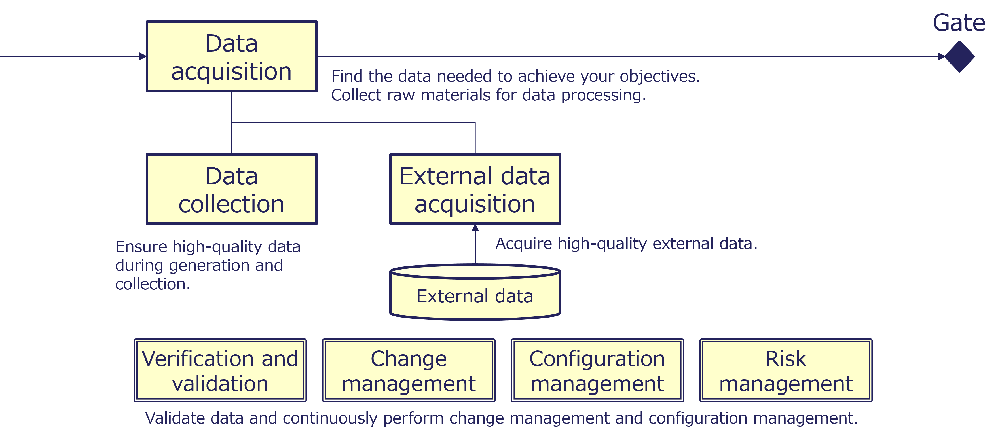 Gate
Data
acquisition
Find the data needed to achieve your objectives.
Collect raw materials for data processing.
Data
collection
External data
acquisition
Ensure high-quality data
during generation and
collection.
Acquire high-quality external data.
External data
Verification and
validation
Change
management
Configuration
management
Risk
management
Validate data and continuously perform change management and configuration management.